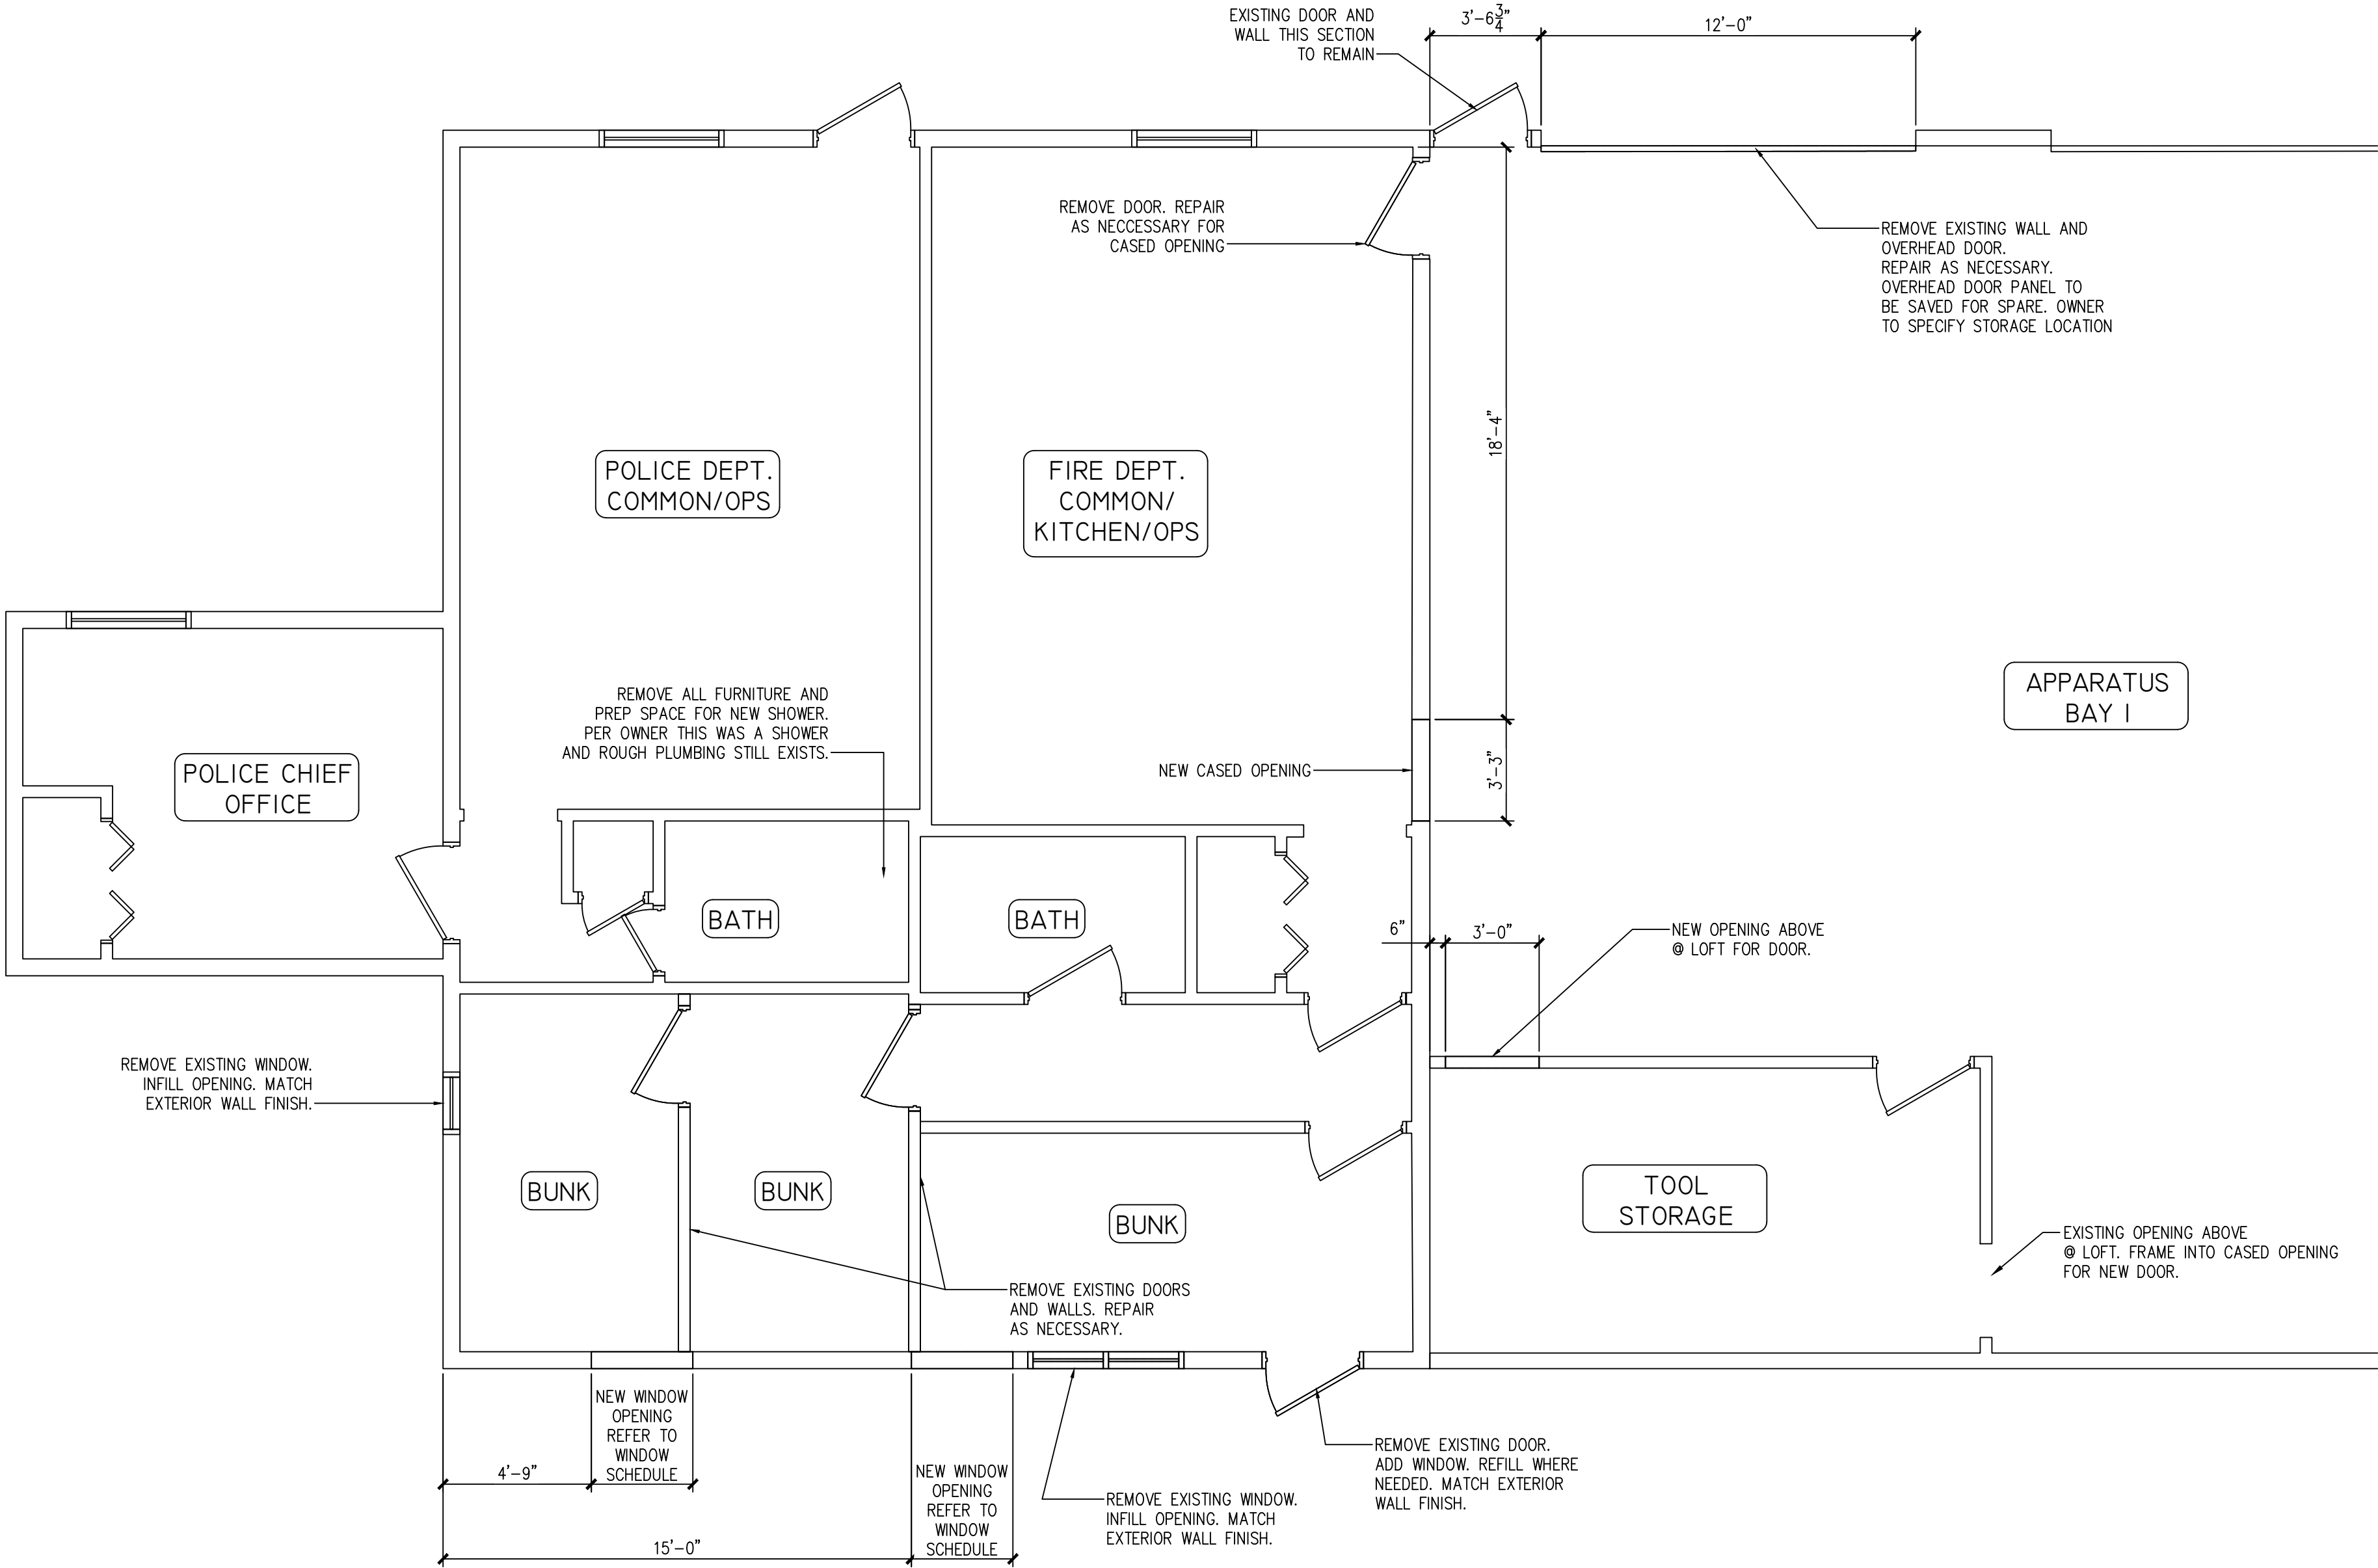 EXISTING DOOR AND
WALL THIS SECTION
TO REMAIN
3'-6 3/4"
12'-0"
REMOVE DOOR. REPAIR
AS NECCESSARY FOR
CASED OPENING
REMOVE EXISTING WALL AND
OVERHEAD DOOR.
REPAIR AS NECESSARY.
OVERHEAD DOOR PANEL TO
BE SAVED FOR SPARE. OWNER
TO SPECIFY STORAGE LOCATION
18'-4"
POLICE DEPT.
COMMON/OPS
FIRE DEPT.
COMMON/
KITCHEN/OPS
APPARATUS
BAY 1
REMOVE ALL FURNITURE AND
PREP SPACE FOR NEW SHOWER.
PER OWNER THIS WAS A SHOWER
AND ROUGH PLUMBING STILL EXISTS.
NEW CASED OPENING
3'-3"
POLICE CHIEF
OFFICE
BATH
BATH
6"
3'-0"
NEW OPENING ABOVE
@ LOFT FOR DOOR.
REMOVE EXISTING WINDOW.
INFILL OPENING. MATCH
EXTERIOR WALL FINISH.
BUNK
BUNK
BUNK
TOOL
STORAGE
EXISTING OPENING ABOVE
@ LOFT. FRAME INTO CASED OPENING
FOR NEW DOOR.
REMOVE EXISTING DOORS
AND WALLS. REPAIR
AS NECESSARY.
NEW WINDOW
OPENING
REFER TO
WINDOW
SCHEDULE
4'-9"
NEW WINDOW
OPENING
REFER TO
WINDOW
SCHEDULE
15'-0"
REMOVE EXISTING WINDOW.
INFILL OPENING. MATCH
EXTERIOR WALL FINISH.
REMOVE EXISTING DOOR.
ADD WINDOW. REFILL WHERE
NEEDED. MATCH EXTERIOR
WALL FINISH.